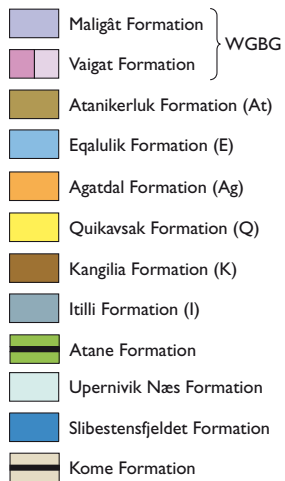 Maligât Formation
WGBG
Vaigat Formation
Atanikerluk Formation (At)
Eqalulik Formation (E)
Agatdal Formation (Ag)
Quikavsak Formation (Q)
Kangilia Formation (K)
Itilli Formation (I)
Atane Formation
Upernivik Næs Formation
Slibestensfjeldet Formation
Kome Formation